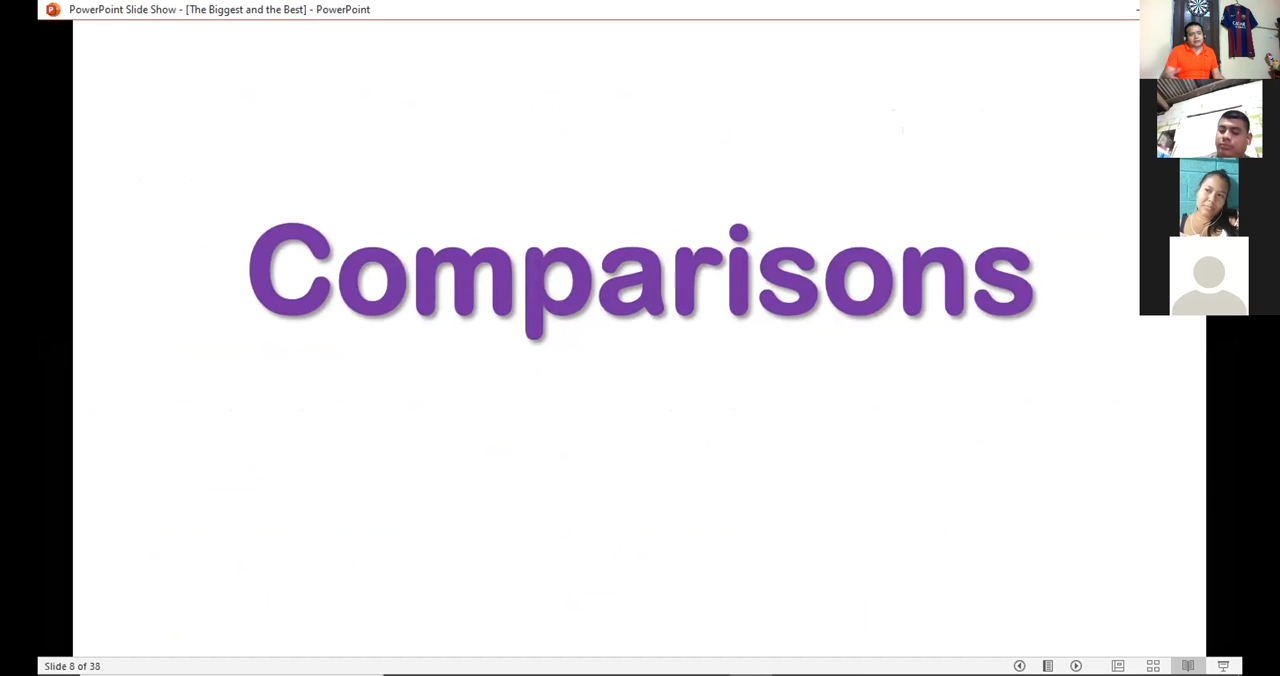 PowerPoint Slide Show - [The Biggest and the Best] - PowerPoint
Comparisons
Slide 8 of 38